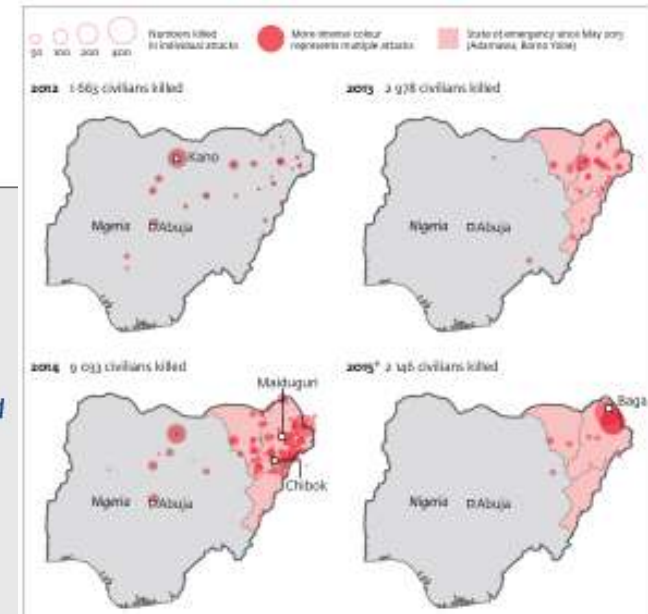 50 100 200 400
Numbers killed
in individual attacks
More intense colour
represents multiple attacks
State of emergency since May 2013
(Adamawa, Borno Yobe)
2012 1 663 civilians killed
Kano
Nigeria
Abuja
2013 2 978 civilians killed
Nigeria
Abuja
2014 9 033 civilians killed
Maiduguri
Chibok
Nigeria
Abuja
2015* 2 146 civilians killed
Baga
Nigeria
Abuja